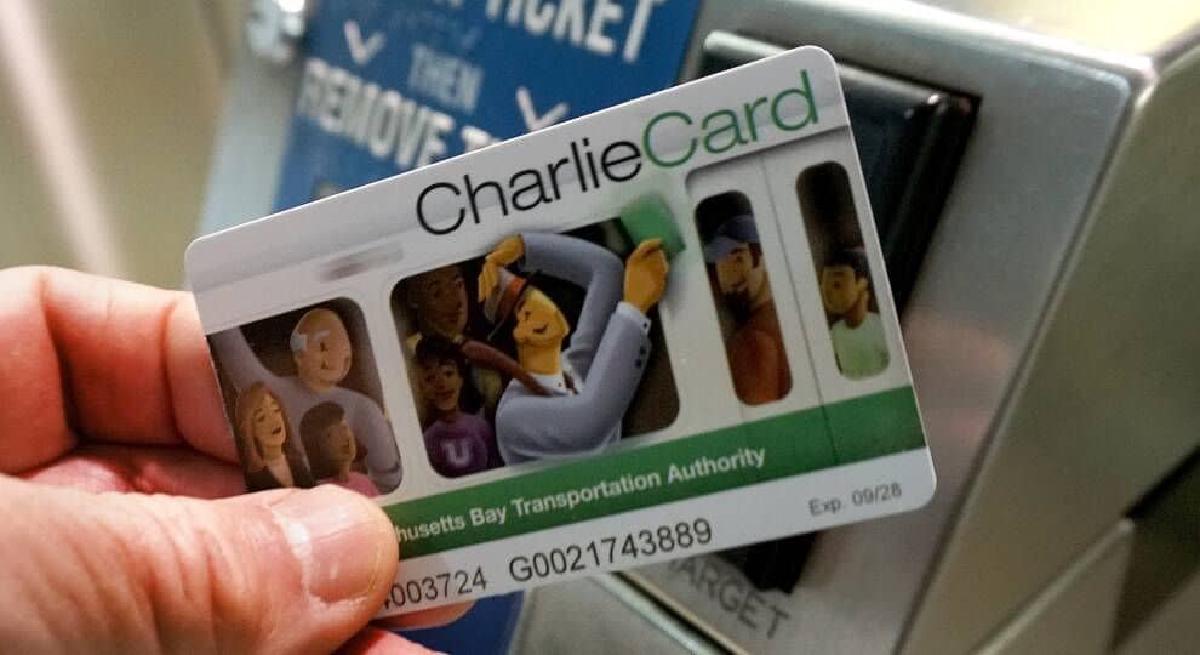 TICKET
THEN
REMOVE
CharlieCard
U
husetts Bay Transportation Authority
Exp. 09/28
003724 G0021743889
TARGET